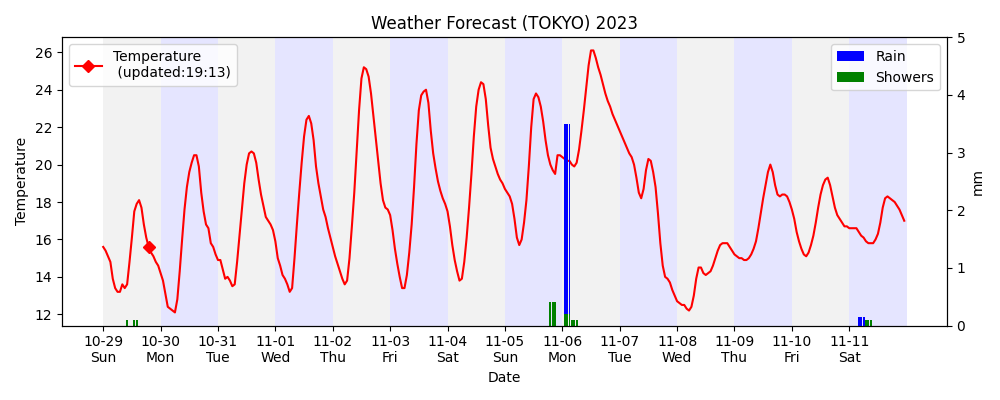 Weather Forecast (TOKYO) 2023
Temperature
(updated:19:13)
Rain
Showers
Temperature
26
24
22
20
18
16
14
12
5
4
3
2
1
0
mm
10-29 10-30 10-31 11-01 11-02 11-03 11-04 11-05 11-06 11-07 11-08 11-09 11-10 11-11
Sun Mon Tue Wed Thu Fri Sat Sun Mon Tue Wed Thu Fri Sat
Date